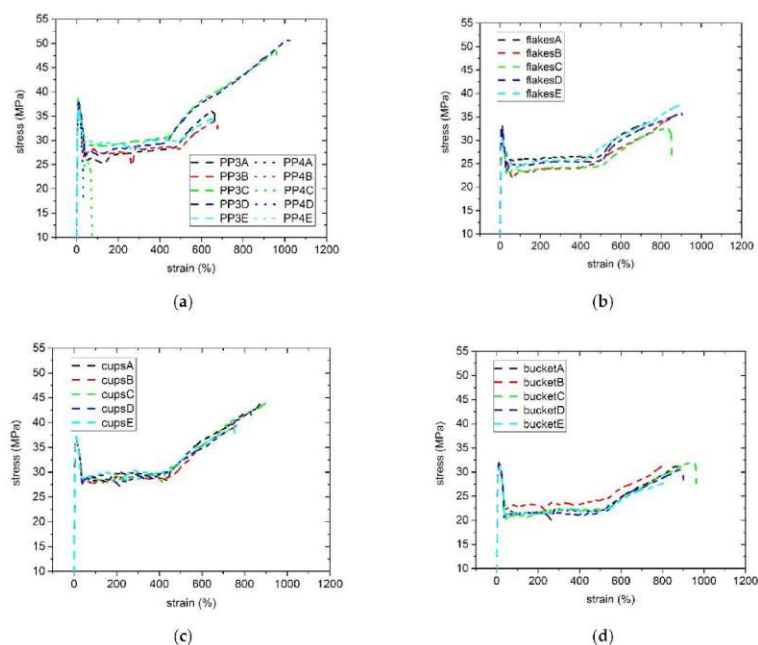 55
50
45
40
35
30
25
20
15
10
stress (MPa)
PP3A PP4A
PP3B PP4B
PP3C PP4C
PP3D PP4D
PP3E PP4E
0 200 400 600 800 1000 1200
strain (%)
(a)
55
50
45
40
35
30
25
20
15
10
stress (MPa)
flakesA
flakesB
flakesC
flakesD
flakesE
0 200 400 600 800 1000 1200
strain (%)
(b)
55
50
45
40
35
30
25
20
15
10
stress (MPa)
cupsA
cupsB
cupsC
cupsD
cupsE
0 200 400 600 800 1000 1200
strain (%)
(c)
55
50
45
40
35
30
25
20
15
10
stress (MPa)
bucketA
bucketB
bucketC
bucketD
bucketE
0 200 400 600 800 1000 1200
strain (%)
(d)